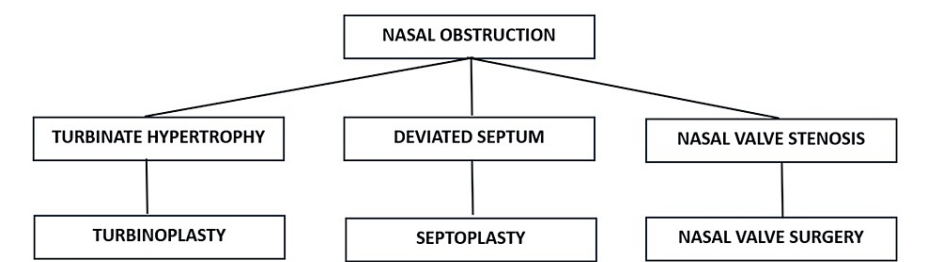 NASAL OBSTRUCTION
TURBINATE HYPERTROPHY
DEVIATED SEPTUM
NASAL VALVE STENOSIS
TURBINOPLASTY
SEPTOPLASTY
NASAL VALVE SURGERY